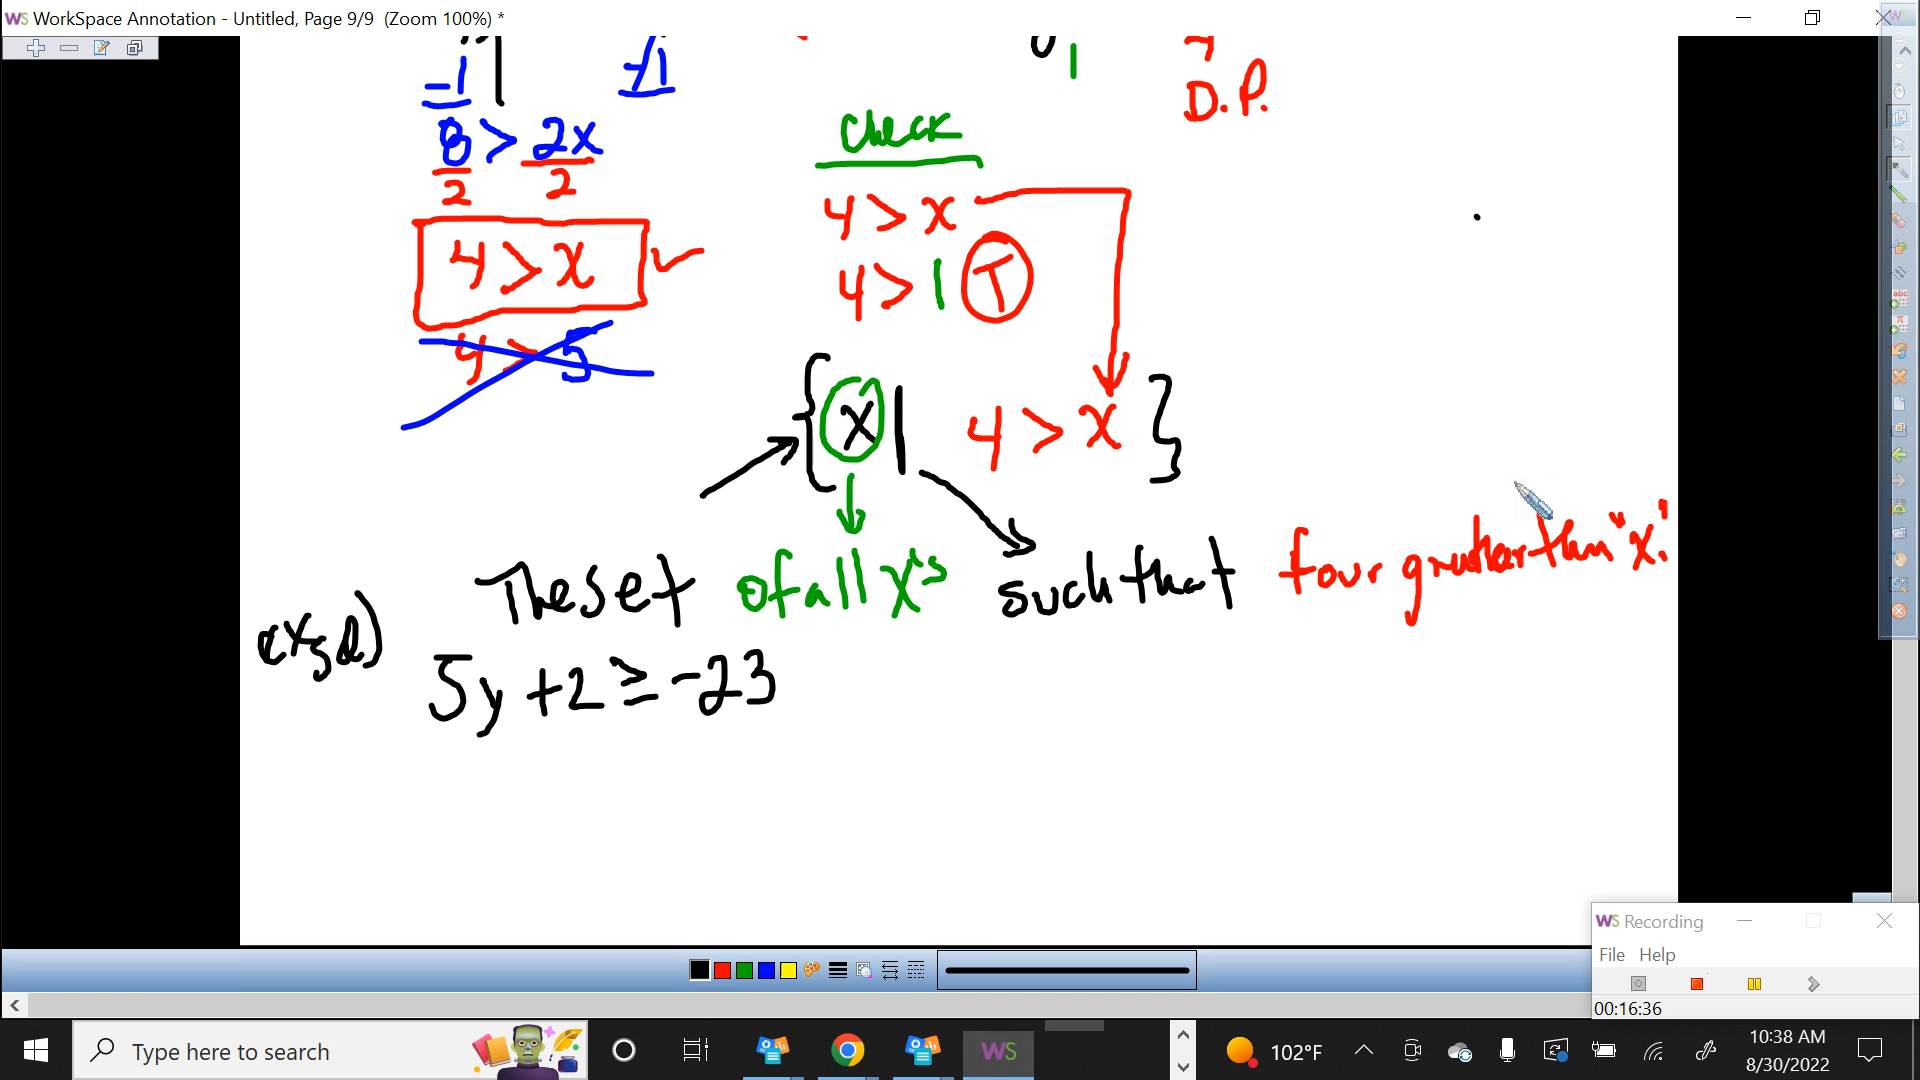 WorkSpace Annotation - Untitled, Page 9/9 (Zoom 100%) *
-1
-1
1
D.P.
8 > 2x
2 2
check
4 > x
4 > x
4 > 1 T
4 > 5
{ x | 4 > x }
The set of all x's such that four greater than "x."
5y + 2 ≥ -23
Recording
File Help
00:16:36
Type here to search
WS
102°F
10:38 AM
8/30/2022